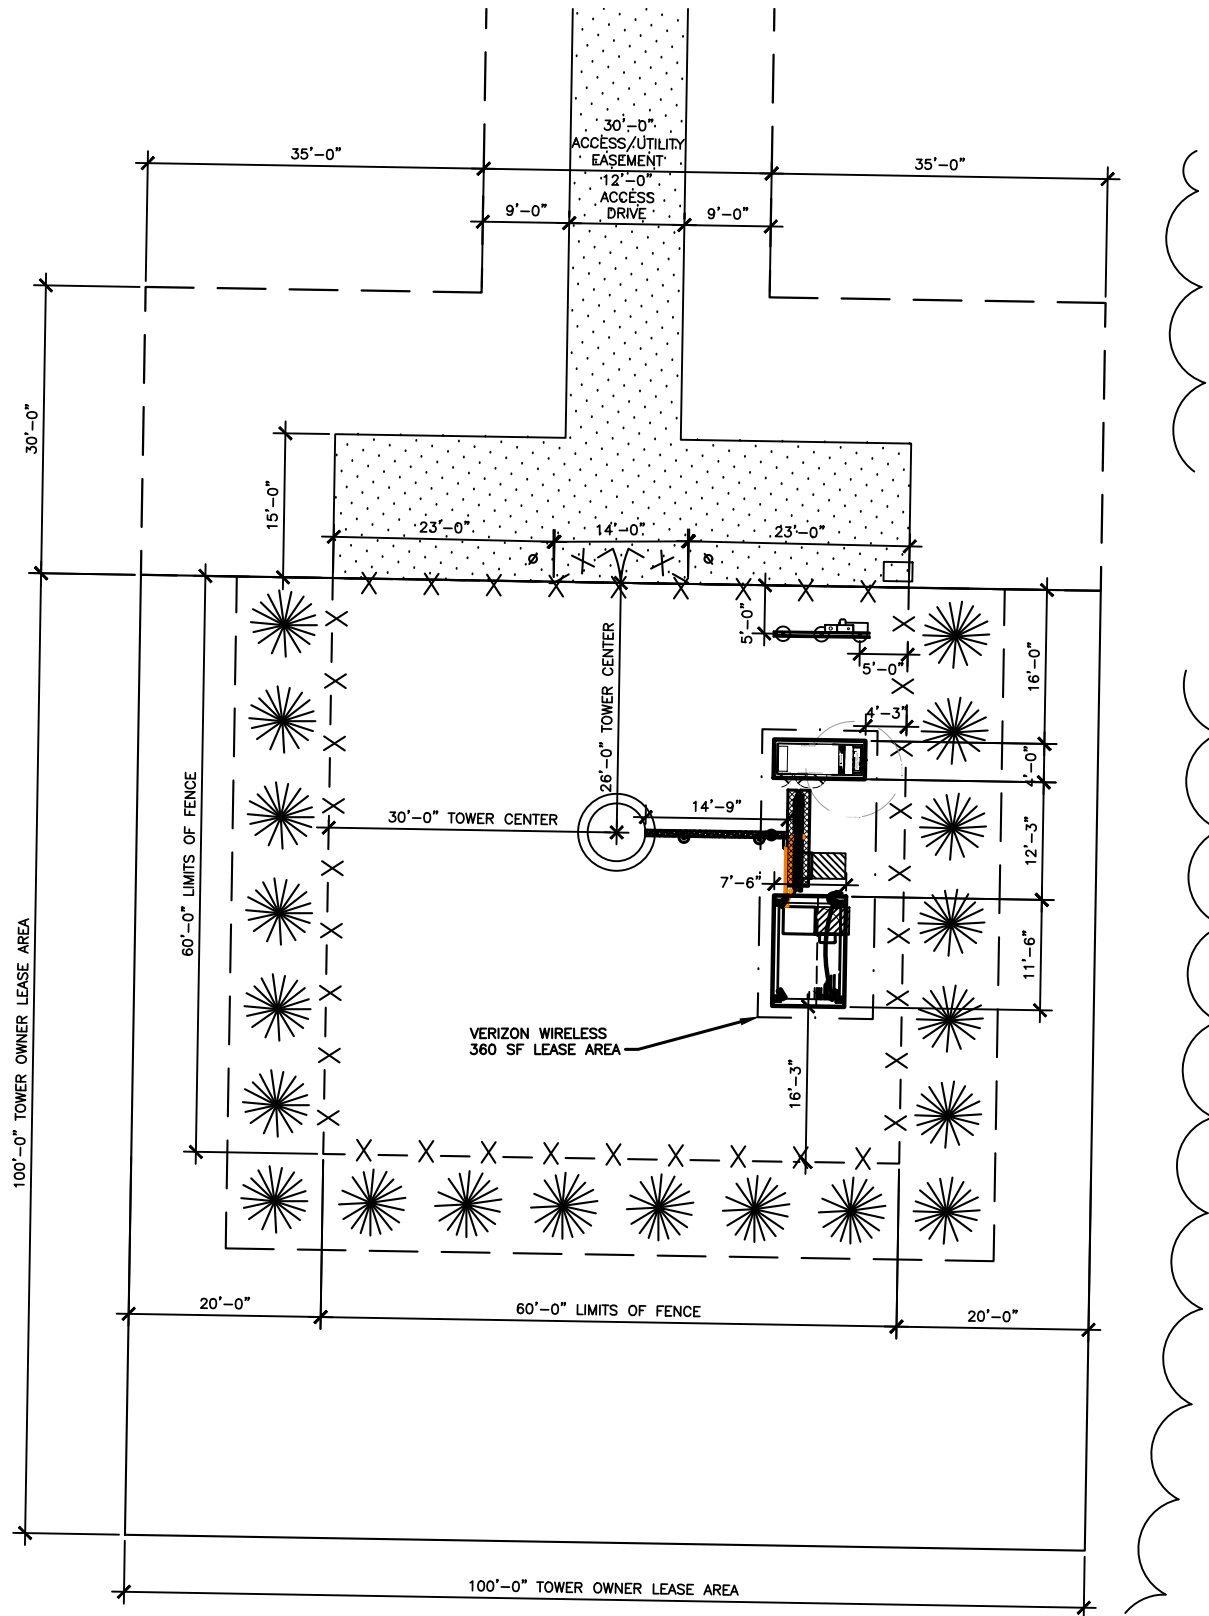 30'-0"
ACCESS/UTILITY
EASEMENT
35'-0"
35'-0"
12'-0"
ACCESS
DRIVE
9'-0"
9'-0"
30'-0"
15'-0"
23'-0"
14'-0"
23'-0"
5'-0"
5'-0"
16'-0"
26'-0" TOWER CENTER
4'-3"
4'-0"
14'-9"
30'-0" TOWER CENTER
12'-3"
60'-0" LIMITS OF FENCE
7'-6"
11'-6"
100'-0" TOWER OWNER LEASE AREA
VERIZON WIRELESS
360 SF LEASE AREA
16'-3"
20'-0"
60'-0" LIMITS OF FENCE
20'-0"
100'-0" TOWER OWNER LEASE AREA